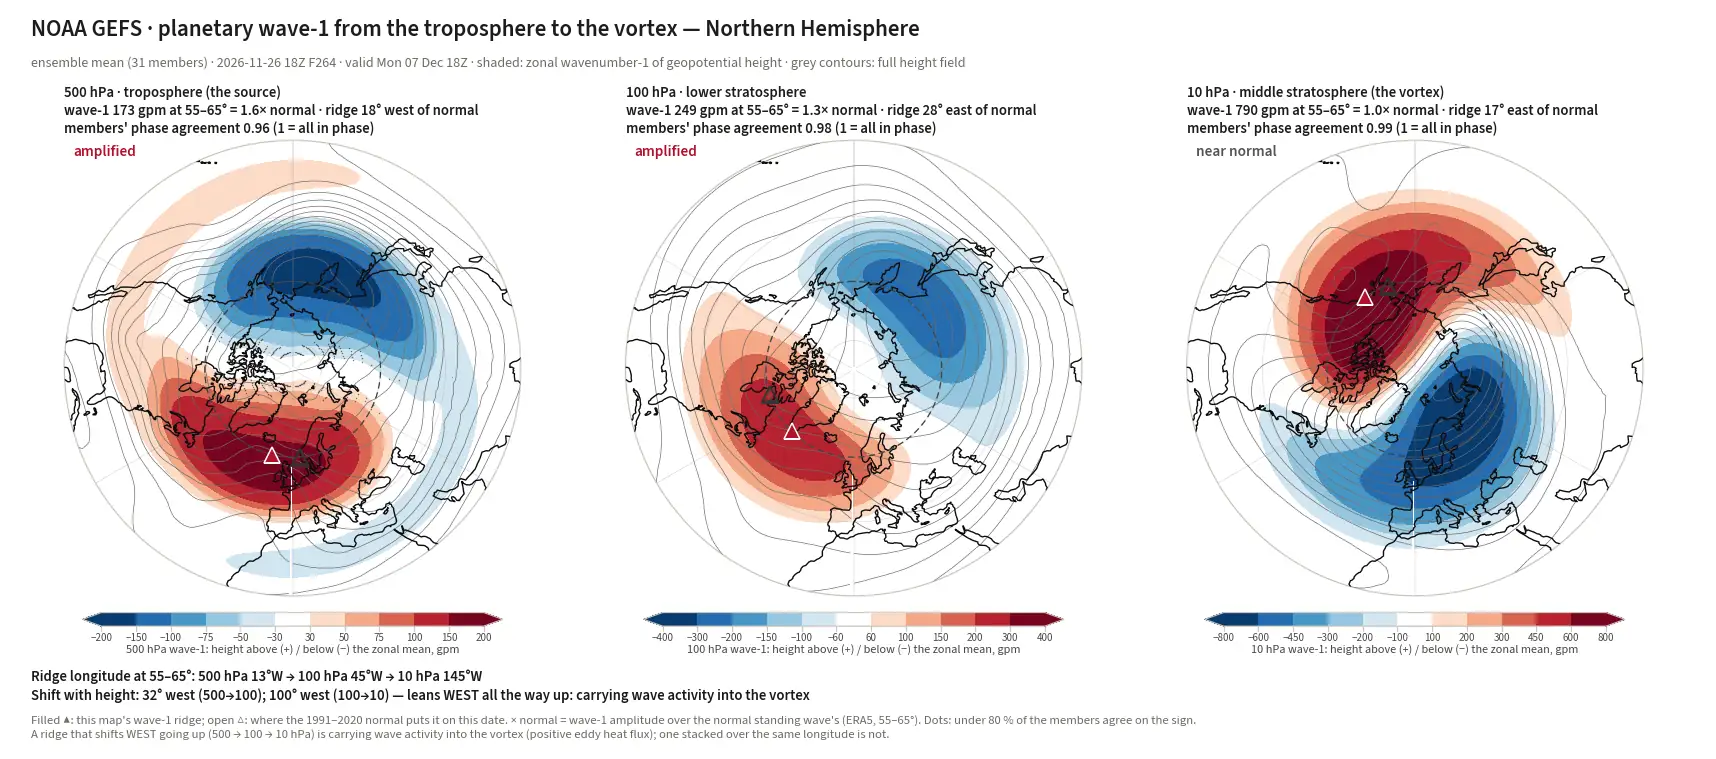 NOAA GEFS · planetary wave-1 from the troposphere to the vortex — Northern Hemisphere
ensemble mean (31 members) · 2026-11-26 18Z F264 · valid Mon 07 Dec 18Z · shaded: zonal wavenumber-1 of geopotential height · grey contours: full height field
500 hPa · troposphere (the source)
wave-1 173 gpm at 55–65° = 1.6× normal · ridge 18° west of normal
members' phase agreement 0.96 (1 = all in phase)
amplified
100 hPa · lower stratosphere
wave-1 249 gpm at 55–65° = 1.3× normal · ridge 28° east of normal
members' phase agreement 0.98 (1 = all in phase)
amplified
10 hPa · middle stratosphere (the vortex)
wave-1 790 gpm at 55–65° = 1.0× normal · ridge 17° east of normal
members' phase agreement 0.99 (1 = all in phase)
near normal
−200 −150 −100 −75 −50 −30 30 50 75 100 150 200
500 hPa wave-1: height above (+) / below (−) the zonal mean, gpm
−400 −300 −200 −150 −100 −60 60 100 150 200 300 400
100 hPa wave-1: height above (+) / below (−) the zonal mean, gpm
−800 −600 −450 −300 −200 −100 100 200 300 450 600 800
10 hPa wave-1: height above (+) / below (−) the zonal mean, gpm
Ridge longitude at 55–65°: 500 hPa 13°W → 100 hPa 45°W → 10 hPa 145°W
Shift with height: 32° west (500→100); 100° west (100→10) — leans WEST all the way up: carrying wave activity into the vortex
Filled ▲: this map's wave-1 ridge; open △: where the 1991–2020 normal puts it on this date. × normal = wave-1 amplitude over the normal standing wave's (ERA5, 55–65°). Dots: under 80 % of the members agree on the sign.
A ridge that shifts WEST going up (500 → 100 → 10 hPa) is carrying wave activity into the vortex (positive eddy heat flux); one stacked over the same longitude is not.